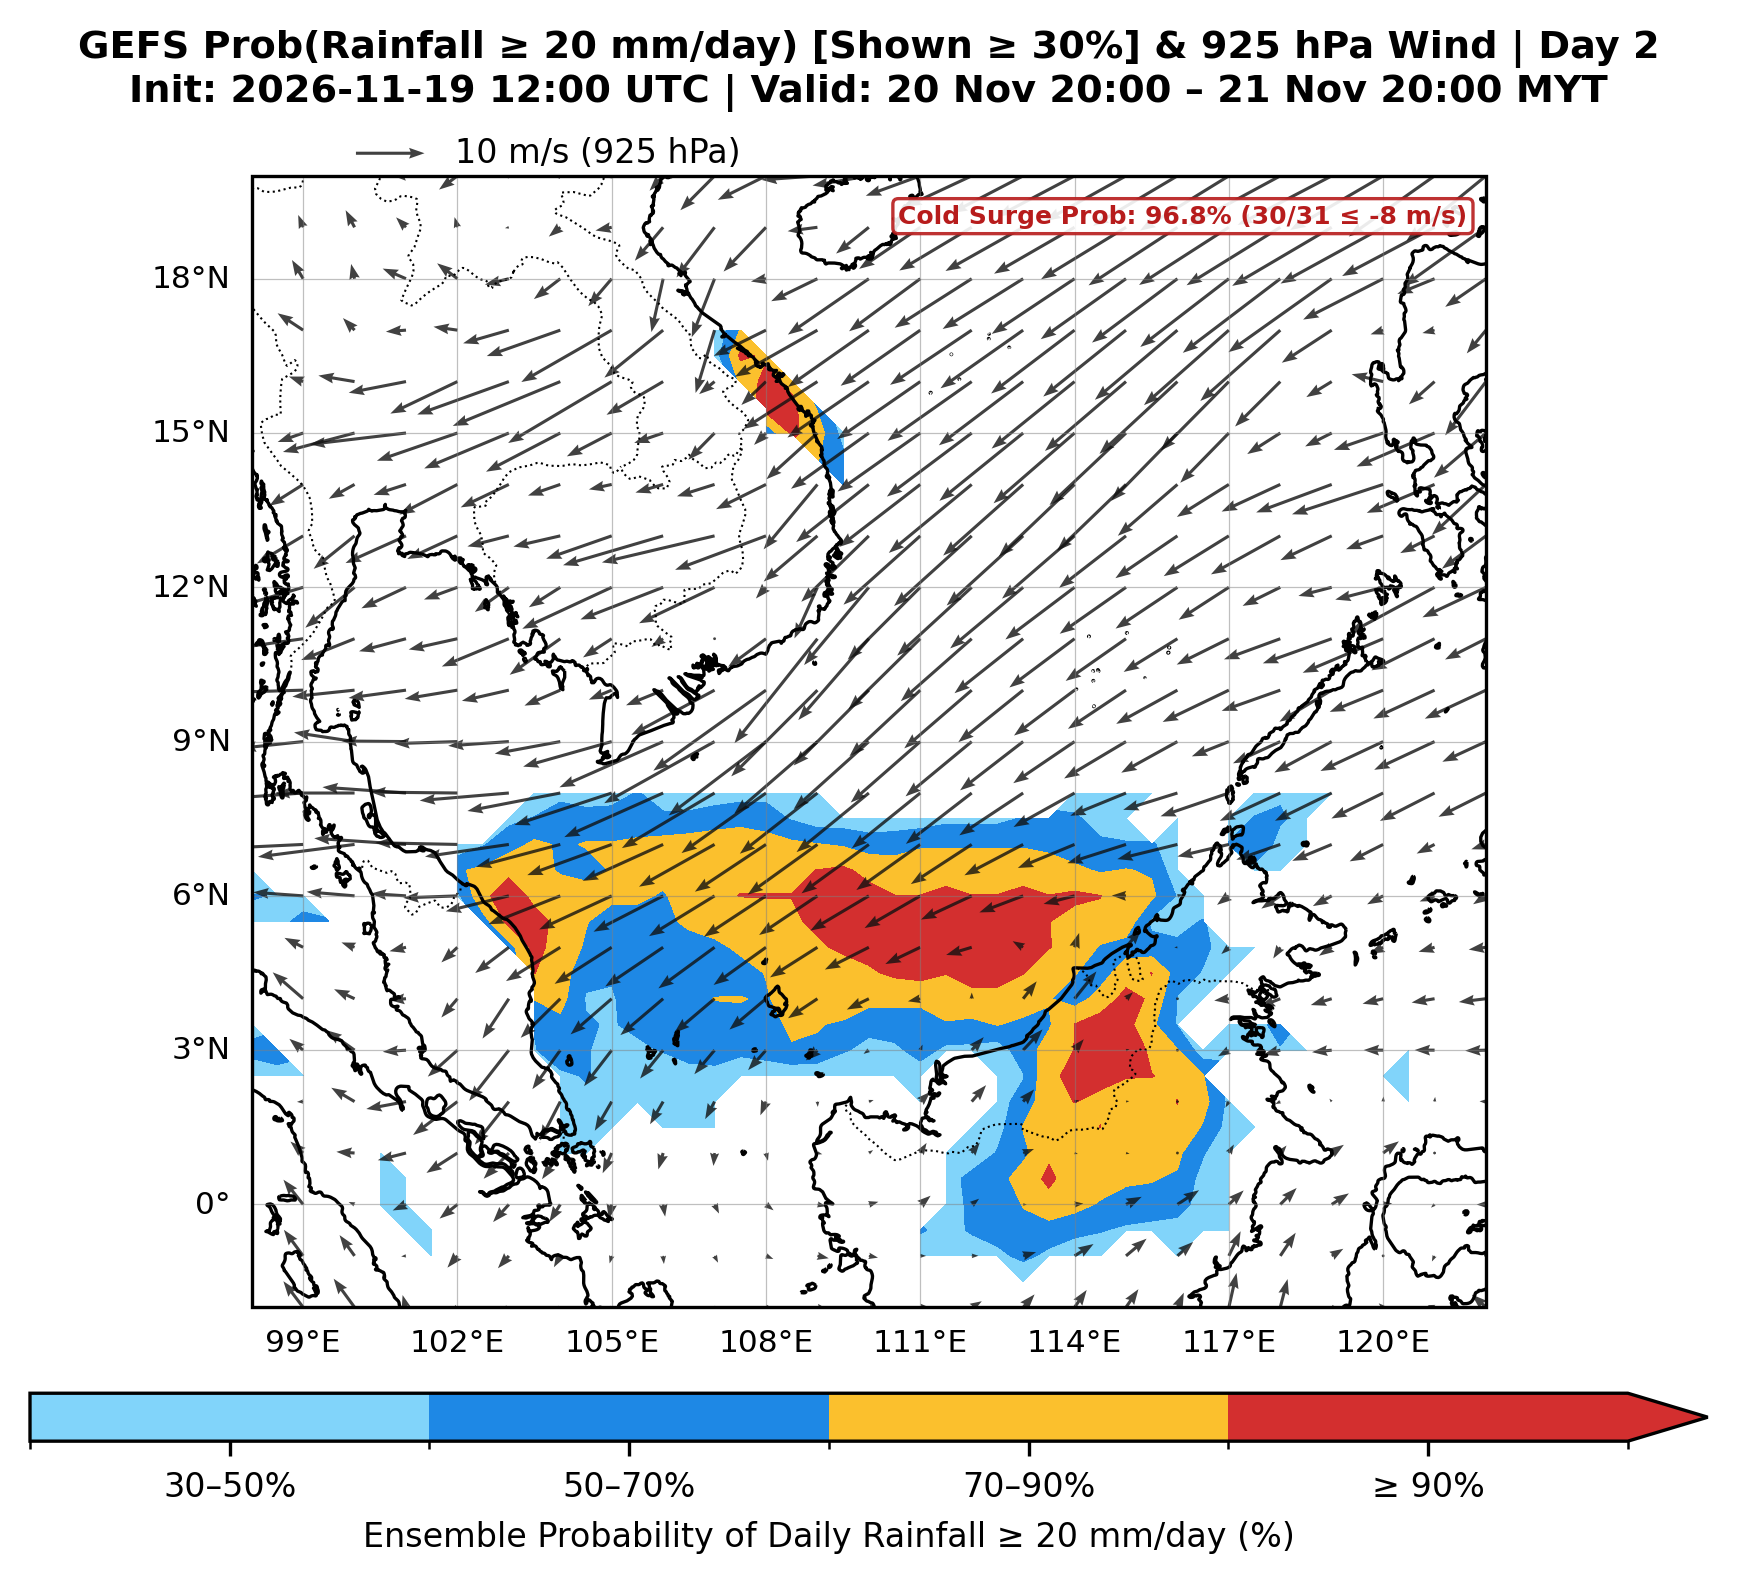 GEFS Prob(Rainfall ≥ 20 mm/day) [Shown ≥ 30%] & 925 hPa Wind | Day 2
Init: 2026-11-19 12:00 UTC | Valid: 20 Nov 20:00 – 21 Nov 20:00 MYT
10 m/s (925 hPa)
Cold Surge Prob: 96.8% (30/31 ≤ -8 m/s)
18°N
15°N
12°N
9°N
6°N
3°N
0°
99°E 102°E 105°E 108°E 111°E 114°E 117°E 120°E
30–50% 50–70% 70–90% ≥ 90%
Ensemble Probability of Daily Rainfall ≥ 20 mm/day (%)